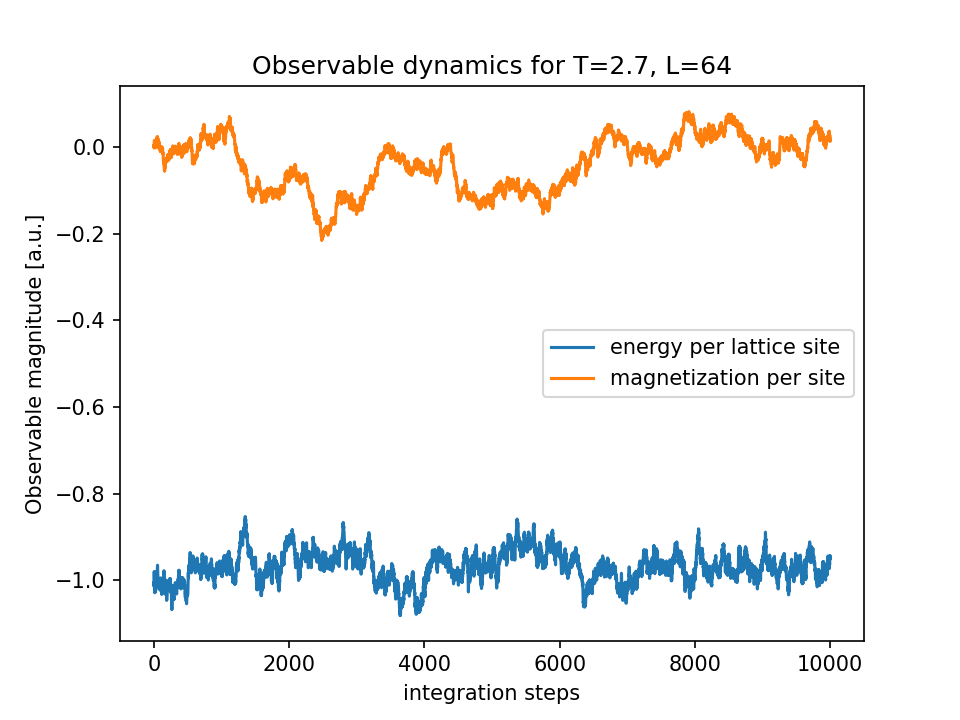 Observable dynamics for T=2.7, L=64
Observable magnitude [a.u.]
0.0
−0.2
−0.4
−0.6
−0.8
−1.0
energy per lattice site
magnetization per site
0 2000 4000 6000 8000 10000
integration steps